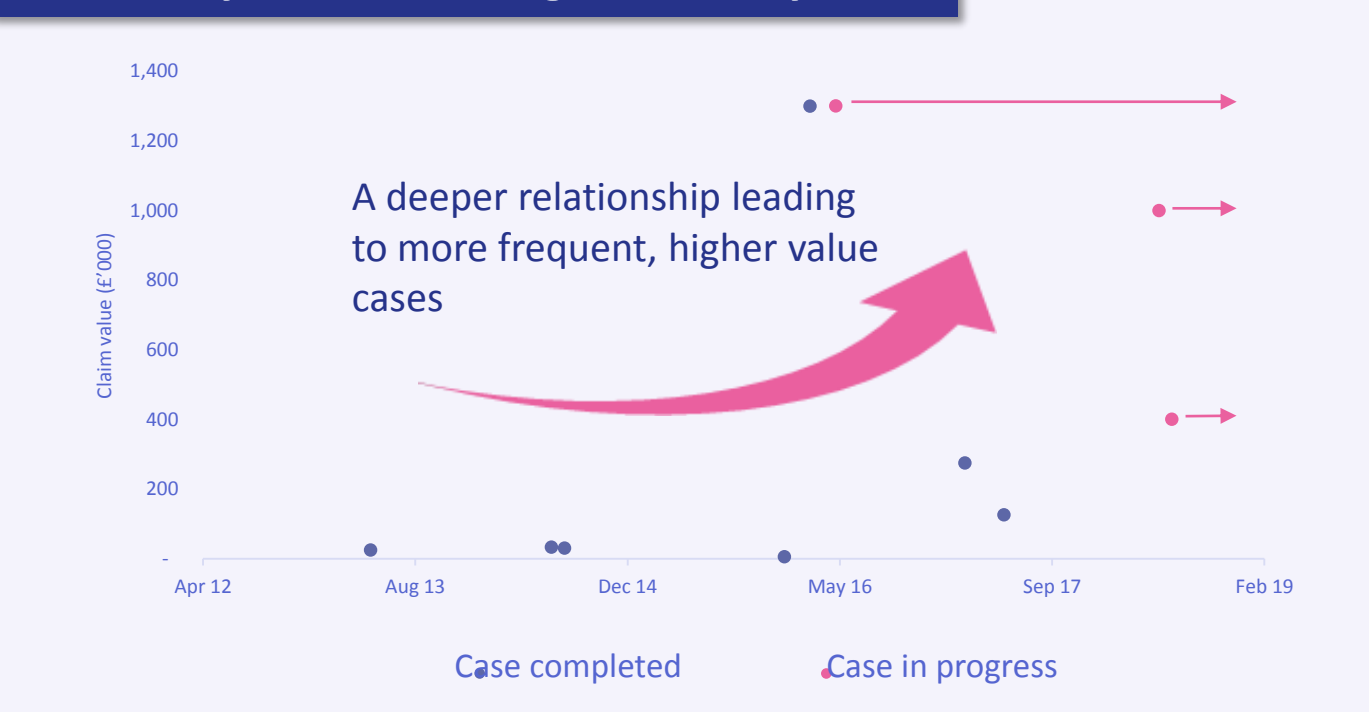 1,400
1,200
1,000
800
600
400
200
-
Claim value (£'000)
A deeper relationship leading
to more frequent, higher value
cases
Apr 12 Aug 13 Dec 14 May 16 Sep 17 Feb 19
Case completed Case in progress